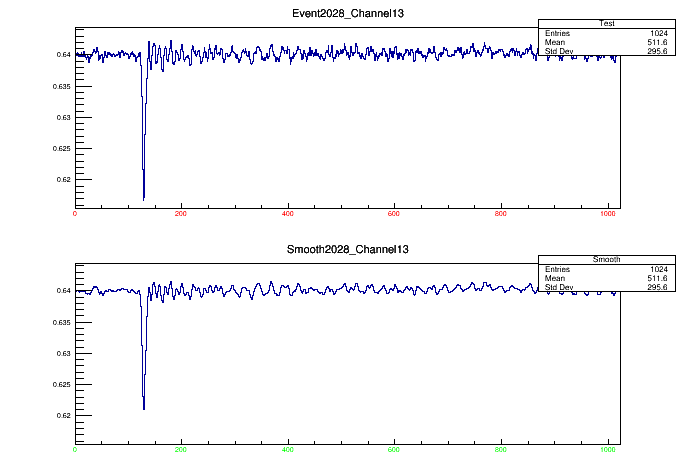 Event2028_Channel13
Test
Entries 1024
Mean 511.6
Std Dev 295.6
0.64
0.635
0.63
0.625
0.62
0 200 400 600 800 1000
Smooth2028_Channel13
Smooth
Entries 1024
Mean 511.6
Std Dev 295.6
0.64
0.635
0.63
0.625
0.62
0 200 400 600 800 1000